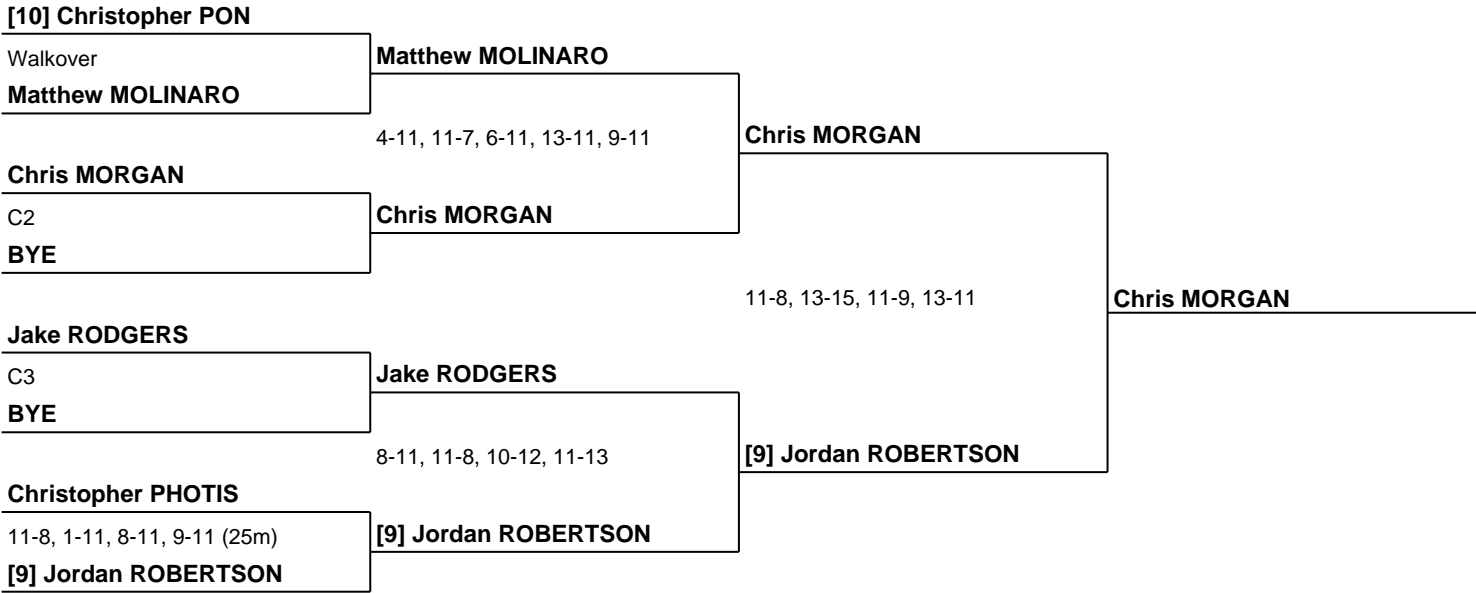 [10] Christopher PON
Walkover
Matthew MOLINARO
Matthew MOLINARO
4-11, 11-7, 6-11, 13-11, 9-11
Chris MORGAN
Chris MORGAN
C2
BYE
Chris MORGAN
11-8, 13-15, 11-9, 13-11
Chris MORGAN
Jake RODGERS
C3
BYE
Jake RODGERS
8-11, 11-8, 10-12, 11-13
[9] Jordan ROBERTSON
Christopher PHOTIS
11-8, 1-11, 8-11, 9-11 (25m)
[9] Jordan ROBERTSON
[9] Jordan ROBERTSON